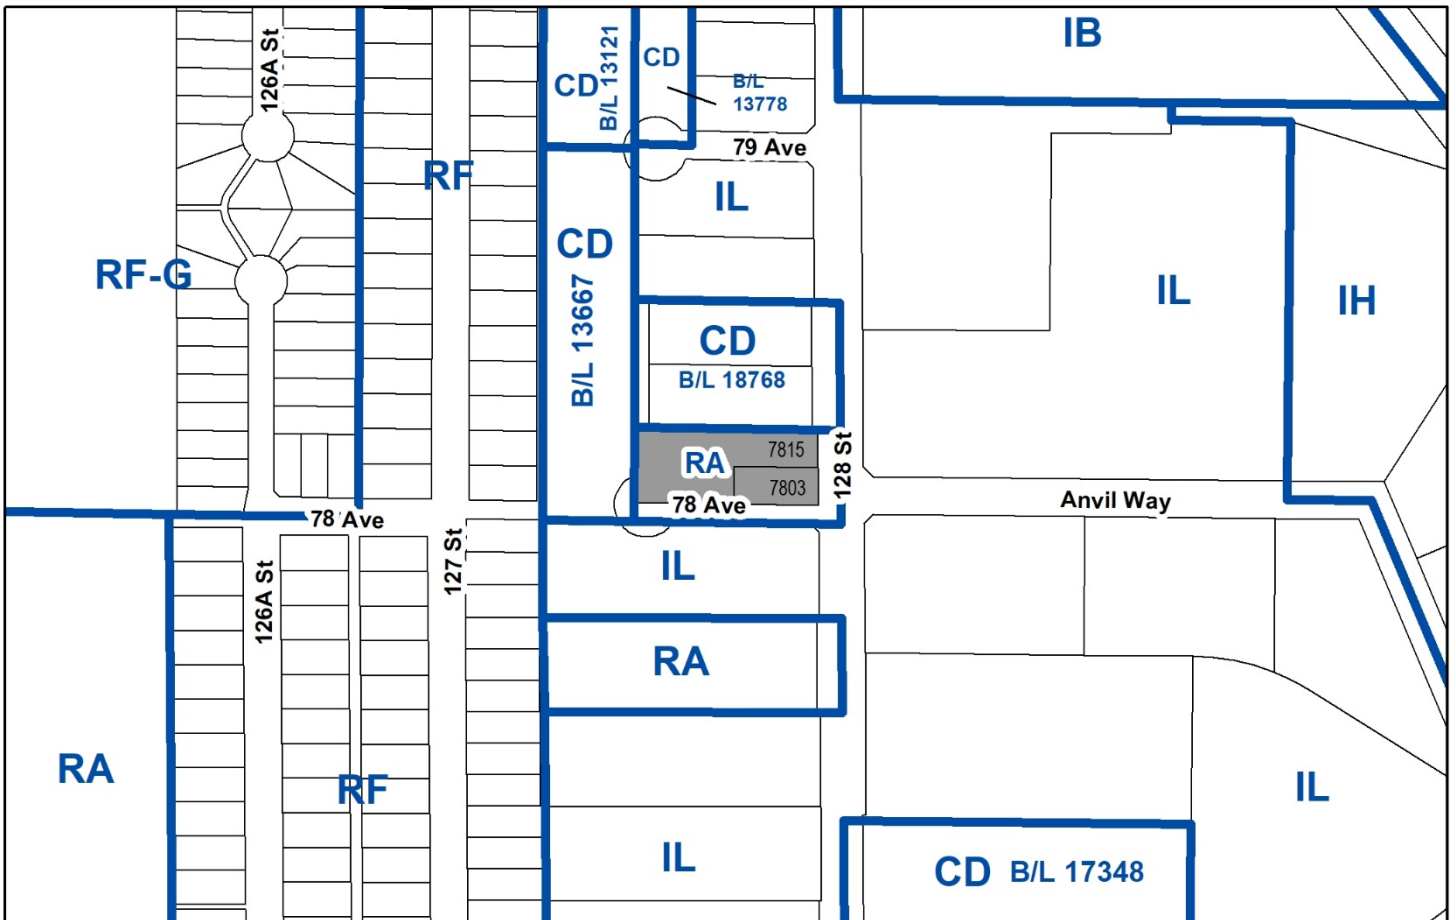 126A St
CD
B/L 13121
CD
B/L
13778
IB
79 Ave
RF
IL
CD
RF-G
B/L 13667
IL
IH
CD
B/L 18768
RA
7815
7803
128 St
78 Ave
Anvil Way
78 Ave
127 St
126A St
IL
RA
RA
RF
IL
IL
CD B/L 17348